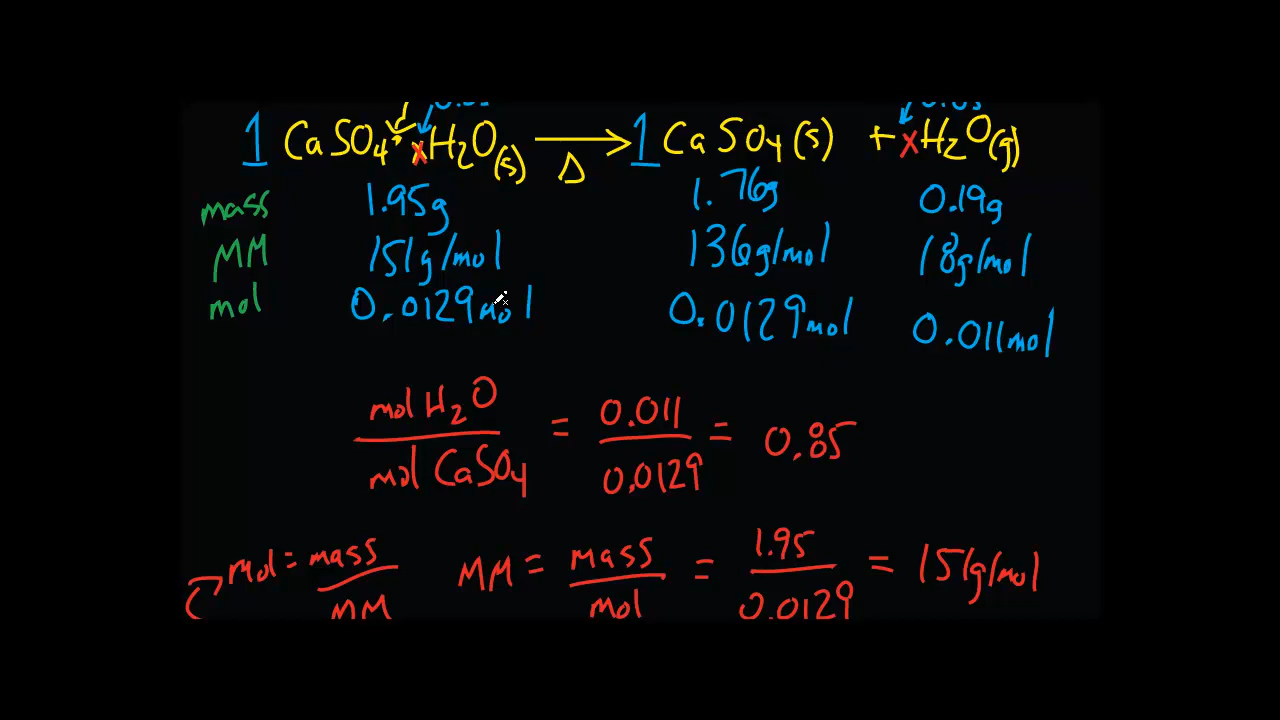 1 CaSO4 · xH2O(s) → 1 CaSO4(s) + xH2O(g)
Δ
mass 1.95g 1.76g 0.19g
MM 151g/mol 136g/mol 18g/mol
mol 0.0129mol 0.0129mol 0.011mol
mol H2O / mol CaSO4 = 0.011 / 0.0129 = 0.85
mol = mass / MM MM = mass / mol = 1.95 / 0.0129 = 151g/mol